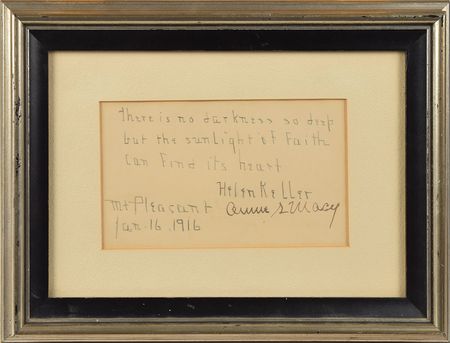 there is no darkness so deep
but the sunlight of Faith
can find its heart
Helen Keller
Mt Pleasant Annie S Macy
Jan. 16. 1916